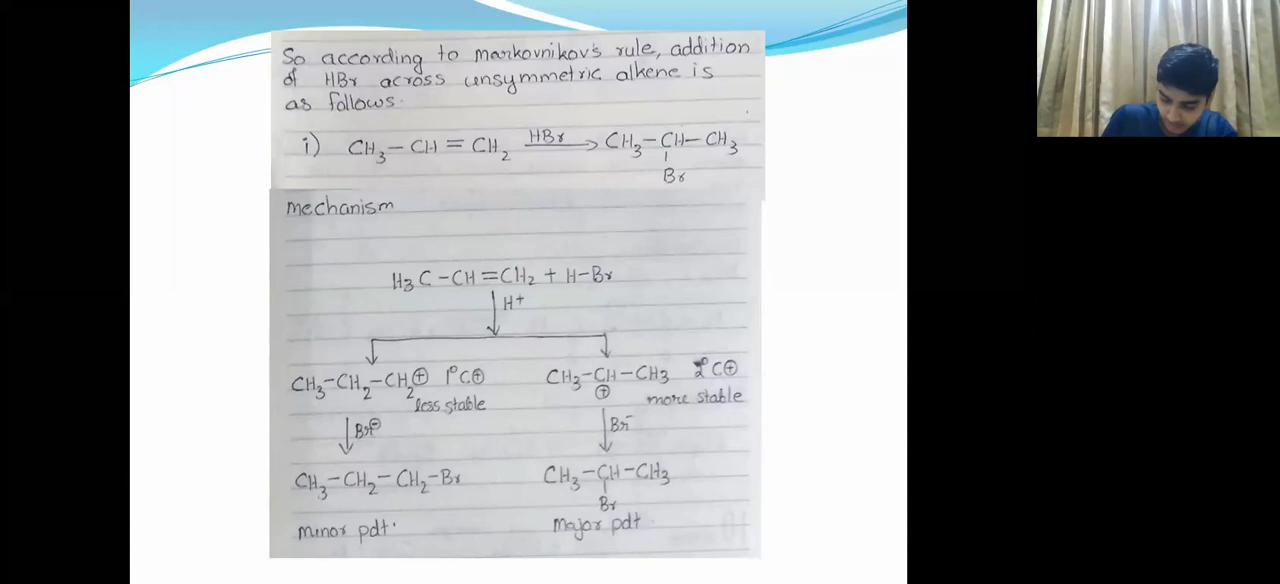 So according to markovnikov's rule, addition
of HBr across unsymmetric alkene is
as follows.
i) CH₃-CH=CH₂ HBr → CH₃-CH-CH₃
Br
mechanism
H₃C-CH=CH₂ + H-Br
H+
CH₃-CH₂-CH₂⊕ 1°C⊕ CH₃-CH-CH₃ 2°C⊕
less stable ⊕ more stable
Br⊖ Br⁻
CH₃-CH₂-CH₂-Br CH₃-CH-CH₃
Br
minor pdt. Major pdt.